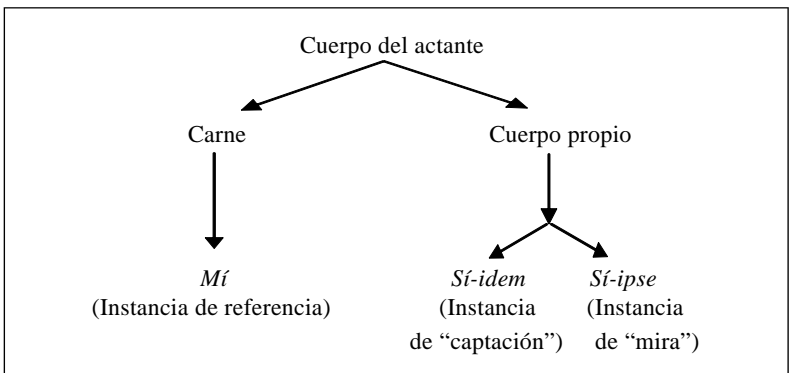 Cuerpo del actante
Carne
Cuerpo propio
Mí
(Instancia de referencia)
Sí-idem
(Instancia
de “captación”)
Sí-ipse
(Instancia
de “mira”)